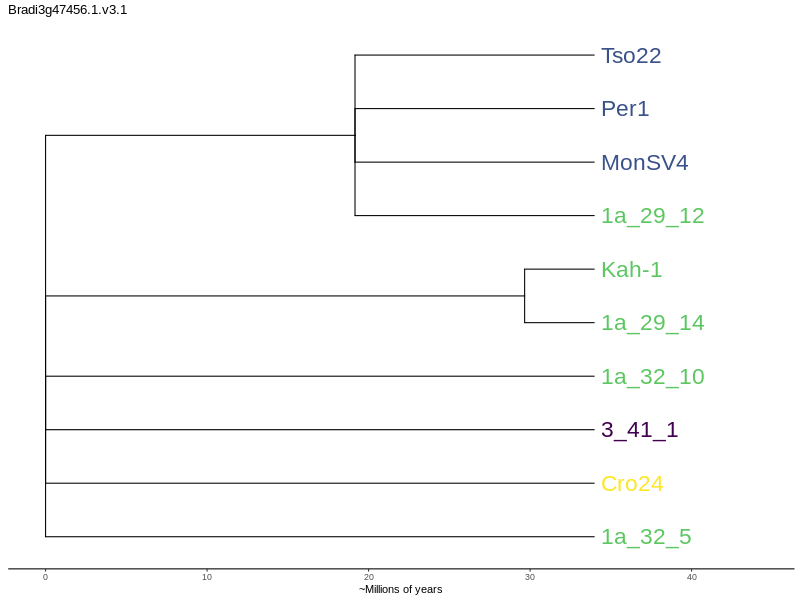 Bradi3g47456.1.v3.1
Tso22
Per1
MonSV4
1a_29_12
Kah-1
1a_29_14
1a_32_10
3_41_1
Cro24
1a_32_5
0 10 20 30 40
~Millions of years